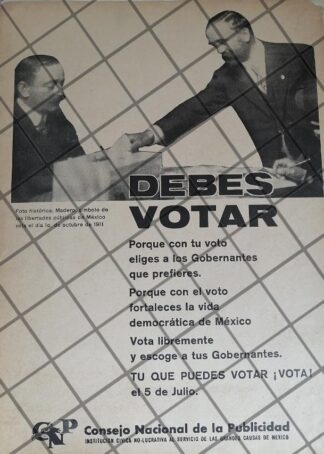 Foto histórica, Madero, símbolo de
las libertades públicas de México
vota el día 1o. de octubre de 1911
DEBES
VOTAR
Porque con tu voto
eliges a los Gobernantes
que prefieres.
Porque con el voto
fortaleces la vida
democrática de México
Vota libremente
y escoge a tus Gobernantes.
TU QUE PUEDES VOTAR ¡VOTA!
el 5 de Julio.
CNP Consejo Nacional de la Publicidad
INSTITUCION CIVICA NO-LUCRATIVA AL SERVICIO DE LAS GRANDES CAUSAS DE MEXICO